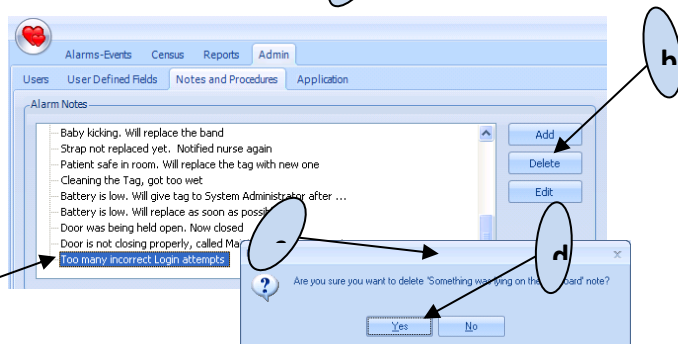 Alarms-Events Census Reports Admin
Users User Defined Fields Notes and Procedures Application
Alarm Notes
Baby kicking. Will replace the band
Strap not replaced yet. Notified nurse again
Patient safe in room. Will replace the tag with new one
Cleaning the Tag, got too wet
Battery is low. Will give tag to System Administrator after ...
Battery is low. Will replace as soon as
Door was being held open. Now closed
Door is not closing properly, called
Too many incorrect Login attempts
Add
Delete
Edit
b
d
Are you sure you want to delete 'Something was lying on the note?
Yes No